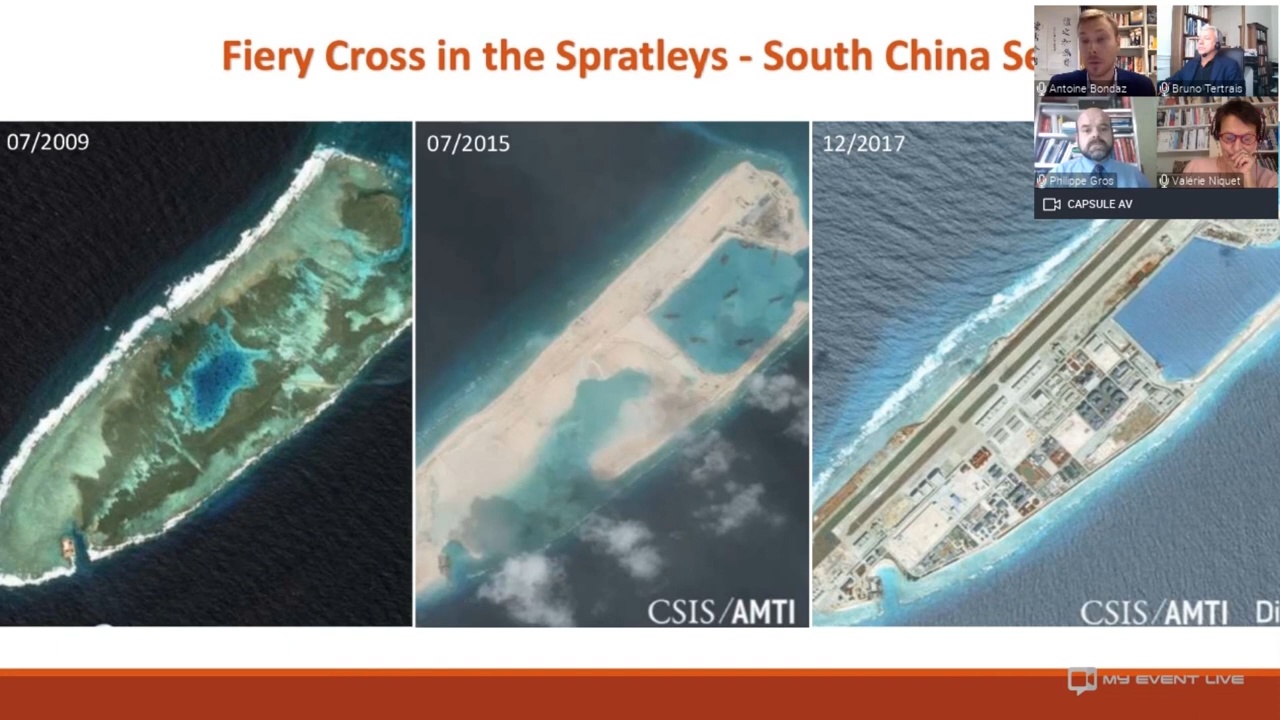 Fiery Cross in the Spratleys - South China Se
07/2009
07/2015
12/2017
Antoine Bondaz
Bruno Tertrais
Philippe Gros
Valérie Niquet
CAPSULE AV
CSIS/AMTI
CSIS/AMTI Di
MY EVENT LIVE